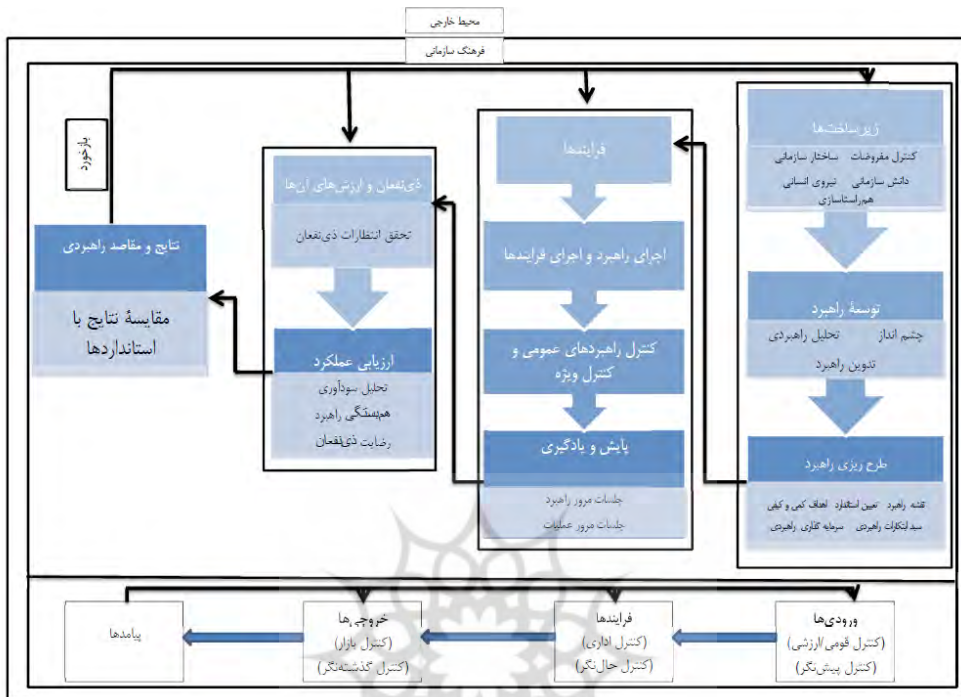 محیط خارجی
فرهنگ سازمانی
زیرساخت‌ها
کنترل مفروضات ساختار سازمانی
دانش سازمانی نیروی انسانی
هم‌راستاسازی
توسعهٔ راهبرد
چشم انداز تحلیل راهبردی
تدوین راهبرد
طرح ریزی راهبرد
نقشه راهبرد تعیین استاندارد اهداف کمی و کیفی
سبد ابتکارات راهبردی سرمایه گذاری راهبردی
فرایندها
اجرای راهبرد و اجرای فرایندها
کنترل راهبردهای عمومی و
کنترل ویژه
پایش و یادگیری
جلسات مرور راهبرد
جلسات مرور عملیات
ذی‌نفعان و ارزش‌های آن‌ها
تحقق انتظارات ذی‌نفعان
ارزیابی عملکرد
تحلیل سودآوری
هم‌بستگی راهبرد
رضایت ذی‌نفعان
بازخورد
نتایج و مقاصد راهبردی
مقایسهٔ نتایج با
استانداردها
ورودی‌ها
(کنترل قومی/ارزشی)
(کنترل پیش‌نگر)
فرایندها
(کنترل اداری)
(کنترل حال‌نگر)
خروجی‌ها
(کنترل بازار)
(کنترل گذشته‌نگر)
پیامدها